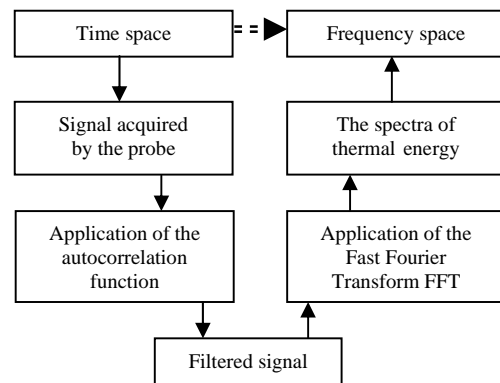 Time space
Frequency space
Signal acquired
by the probe
The spectra of
thermal energy
Application of the
autocorrelation
function
Application of the
Fast Fourier
Transform FFT
Filtered signal